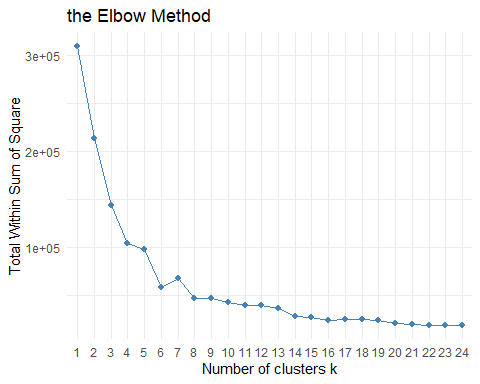 the Elbow Method
Total Within Sum of Square
3e+05
2e+05
1e+05
1 2 3 4 5 6 7 8 9 10 11 12 13 14 15 16 17 18 19 20 21 22 23 24
Number of clusters k